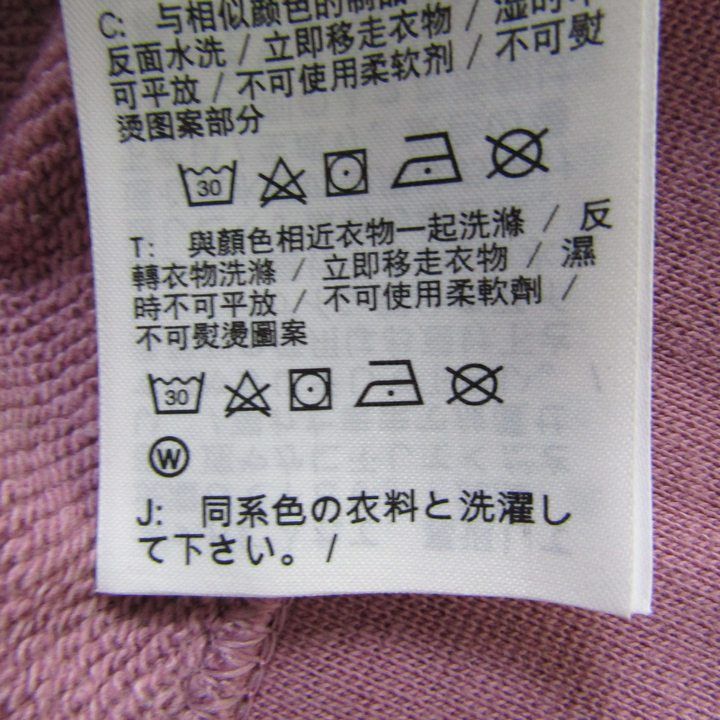 C: 与相似颜色的制品
反面水洗 / 立即移走衣物 / 湿的
可平放 / 不可使用柔软剂 / 不可熨
烫图案部分
30
T: 與顏色相近衣物一起洗滌 / 反
轉衣物洗滌 / 立即移走衣物 / 濕
時不可平放 / 不可使用柔軟劑 /
不可熨燙圖案
30
W
J: 同系色の衣料と洗濯し
て下さい。 /